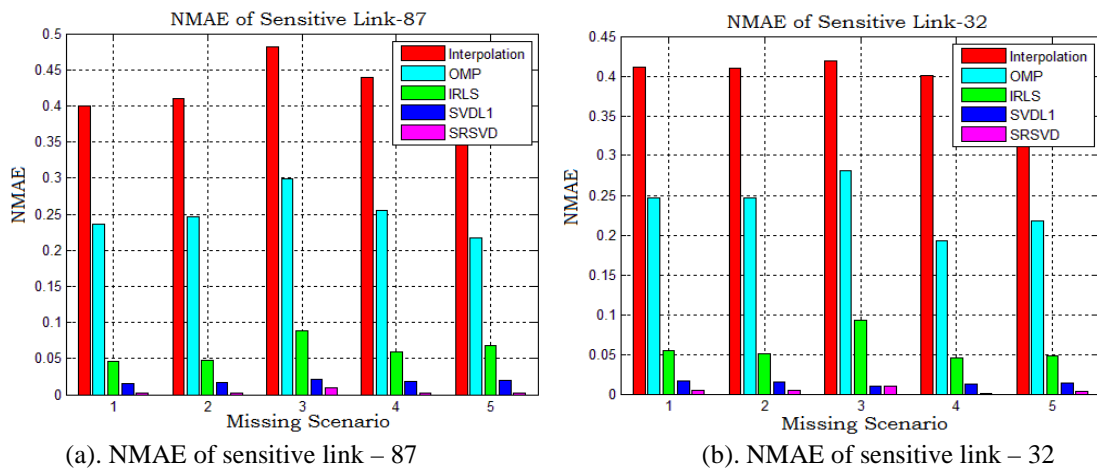 NMAE of Sensitive Link-87
0.5
0.45
0.4
0.35
0.3
0.25
0.2
0.15
0.1
0.05
0
NMAE
Interpolation
OMP
IRLS
SVDL1
SRSVD
1 2 3 4 5
Missing Scenario
(a). NMAE of sensitive link – 87
NMAE of Sensitive Link-32
0.45
0.4
0.35
0.3
0.25
0.2
0.15
0.1
0.05
0
NMAE
Interpolation
OMP
IRLS
SVDL1
SRSVD
1 2 3 4 5
Missing Scenario
(b). NMAE of sensitive link – 32